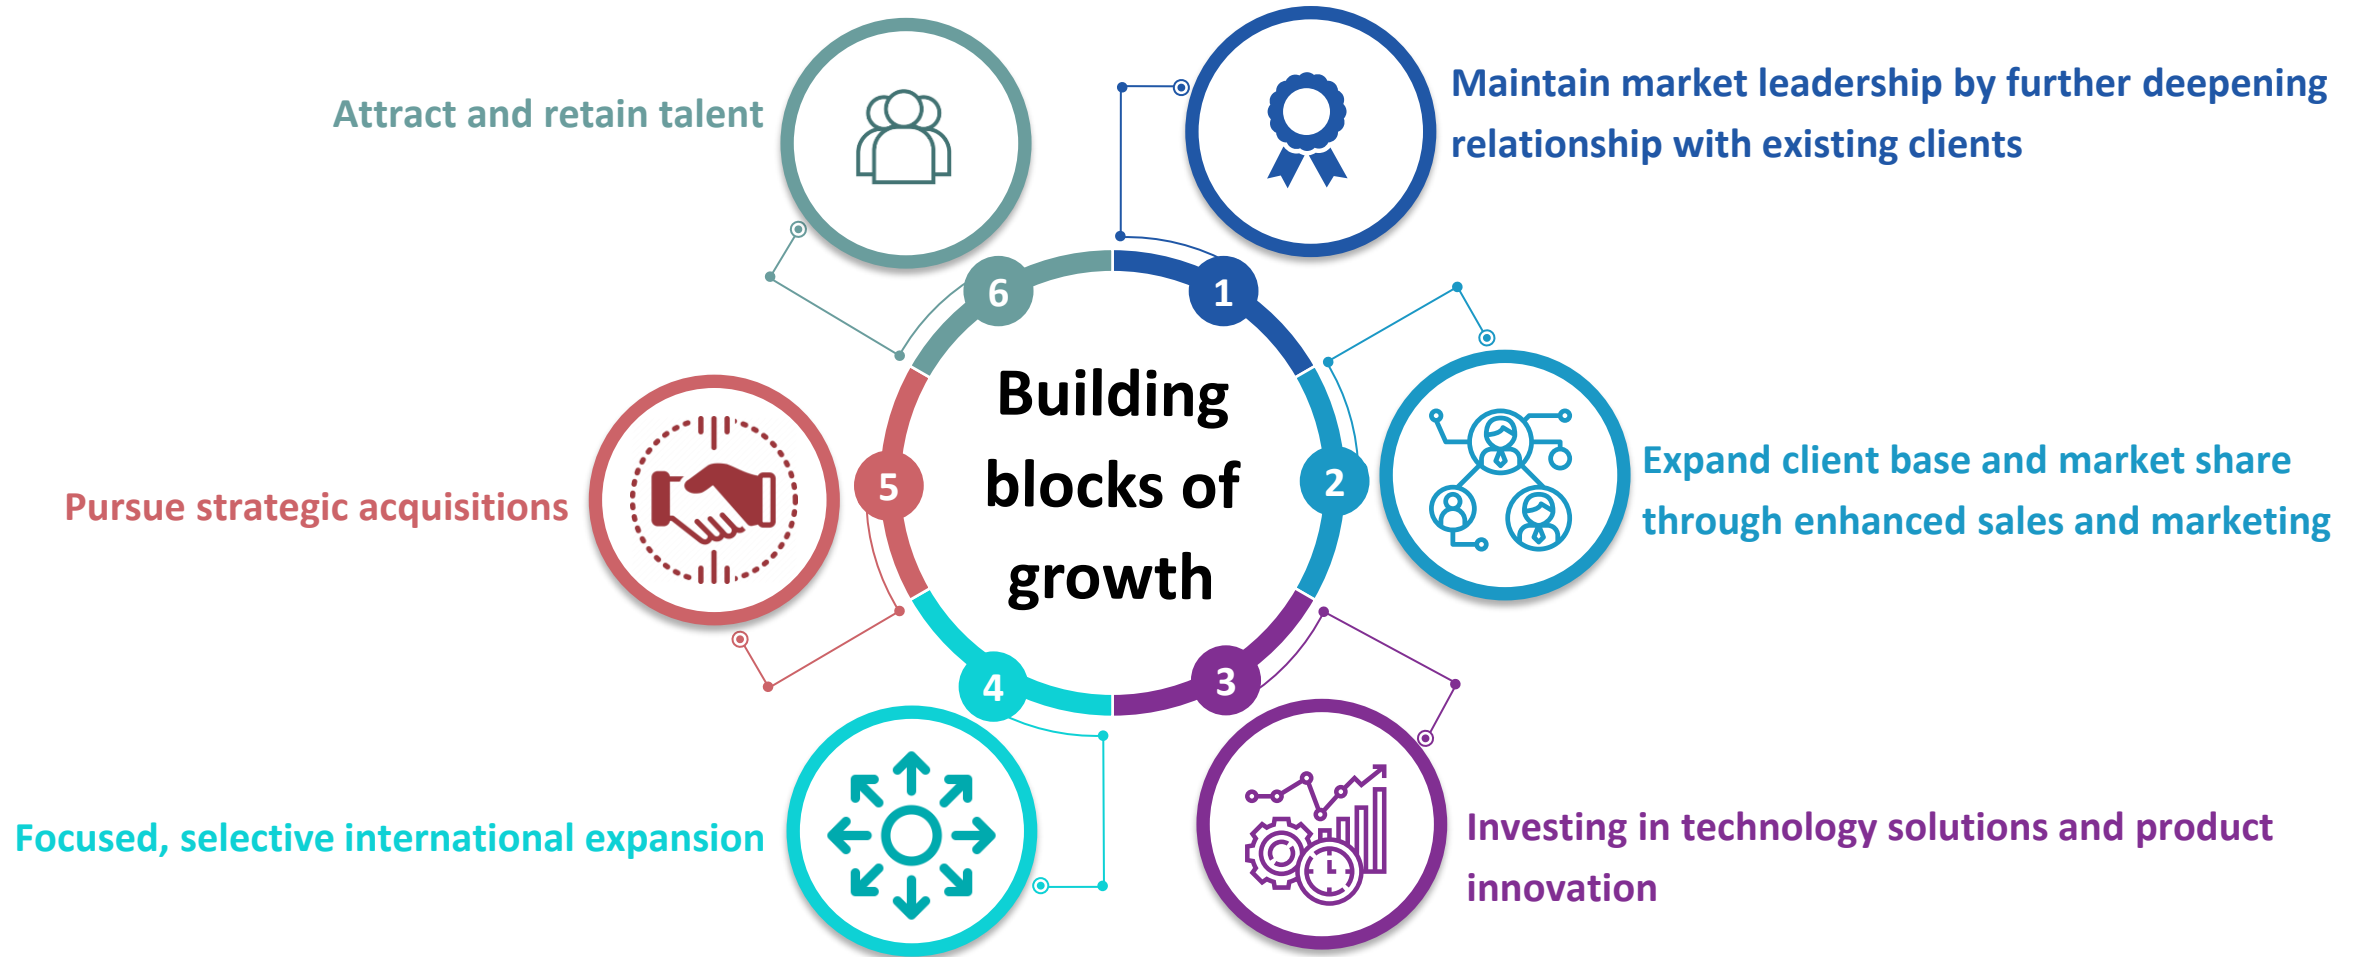 Building
blocks of
growth
1
Maintain market leadership by further deepening
relationship with existing clients
2
Expand client base and market share
through enhanced sales and marketing
3
Investing in technology solutions and product
innovation
4
Focused, selective international expansion
5
Pursue strategic acquisitions
6
Attract and retain talent